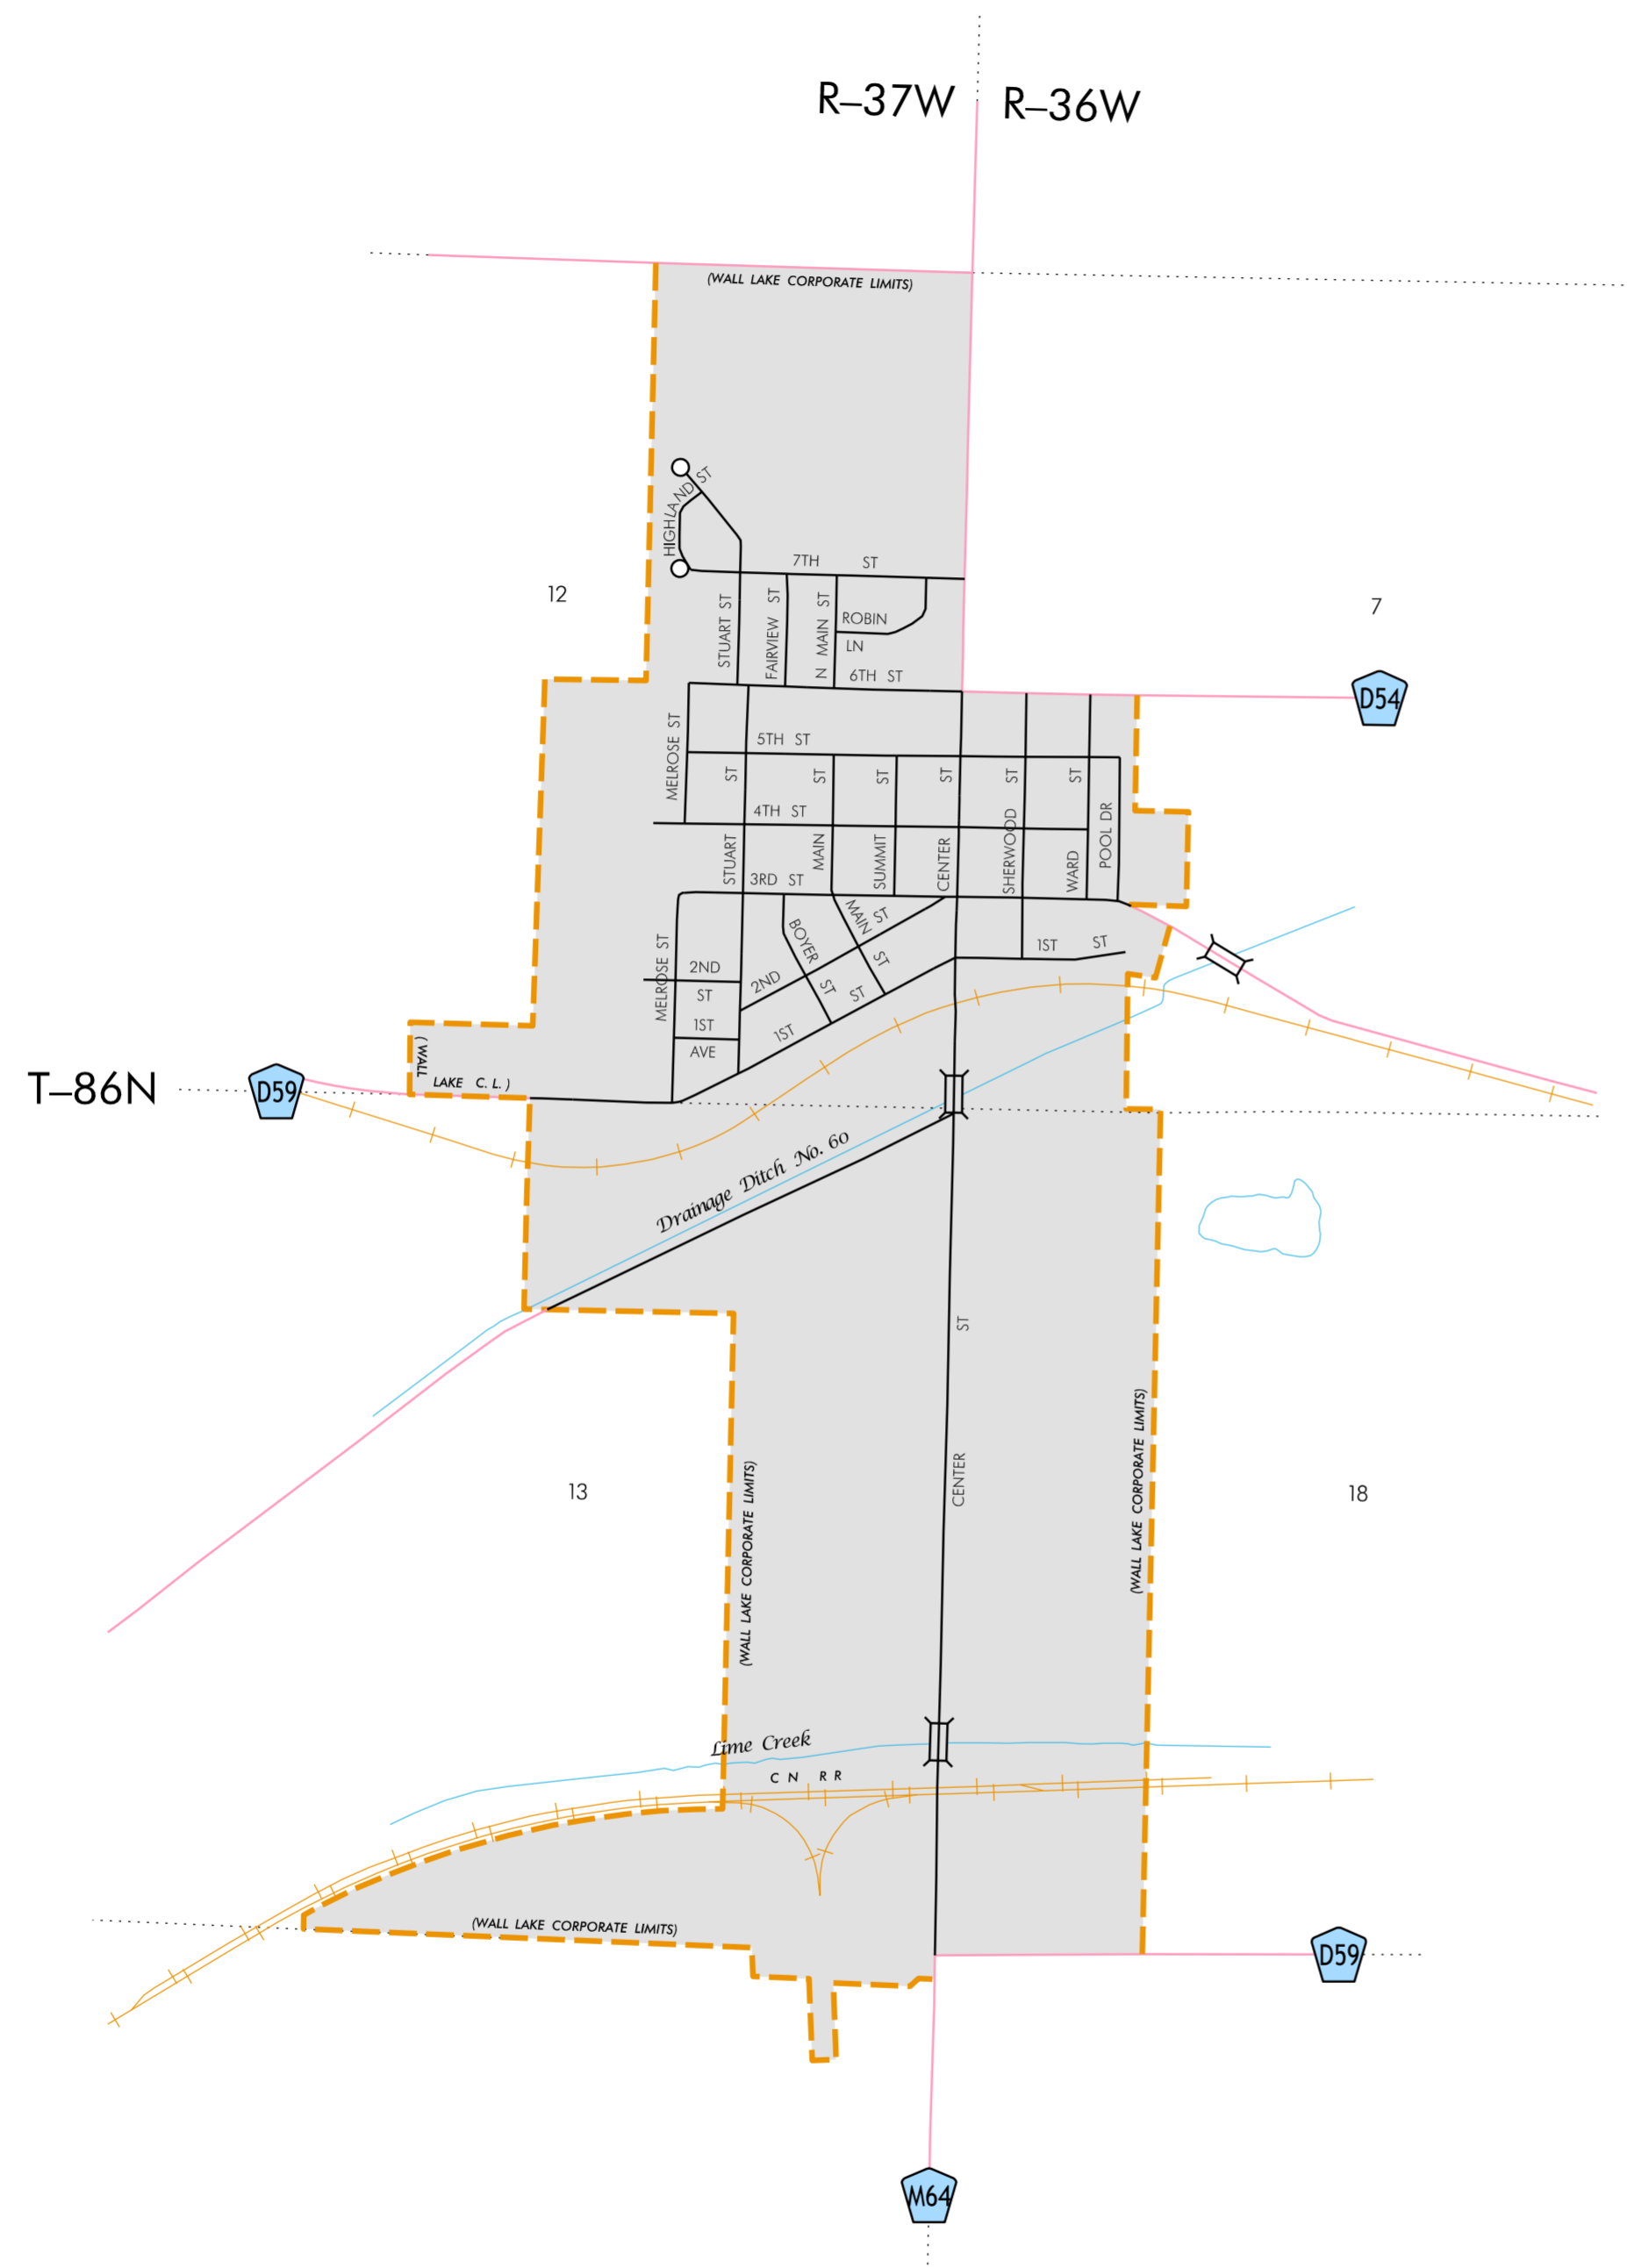 R–37W R–36W
(WALL LAKE CORPORATE LIMITS)
HIGHLAND ST
7TH ST
12
7
STUART ST
FAIRVIEW ST
N MAIN ST
ROBIN
LN
6TH ST
D54
MELROSE ST
5TH ST
STUART ST
MAIN ST
SUMMIT ST
CENTER ST
SHERWOOD ST
WARD ST
POOL DR
4TH ST
3RD ST
MELROSE ST
BOYER ST
MAIN ST
2ND ST
1ST ST
2ND
ST
1ST
AVE
1ST ST
(WALL
LAKE C.L.)
T–86N
D59
Drainage Ditch No. 60
CENTER ST
13
18
(WALL LAKE CORPORATE LIMITS)
(WALL LAKE CORPORATE LIMITS)
Lime Creek
CN RR
(WALL LAKE CORPORATE LIMITS)
D59
M64